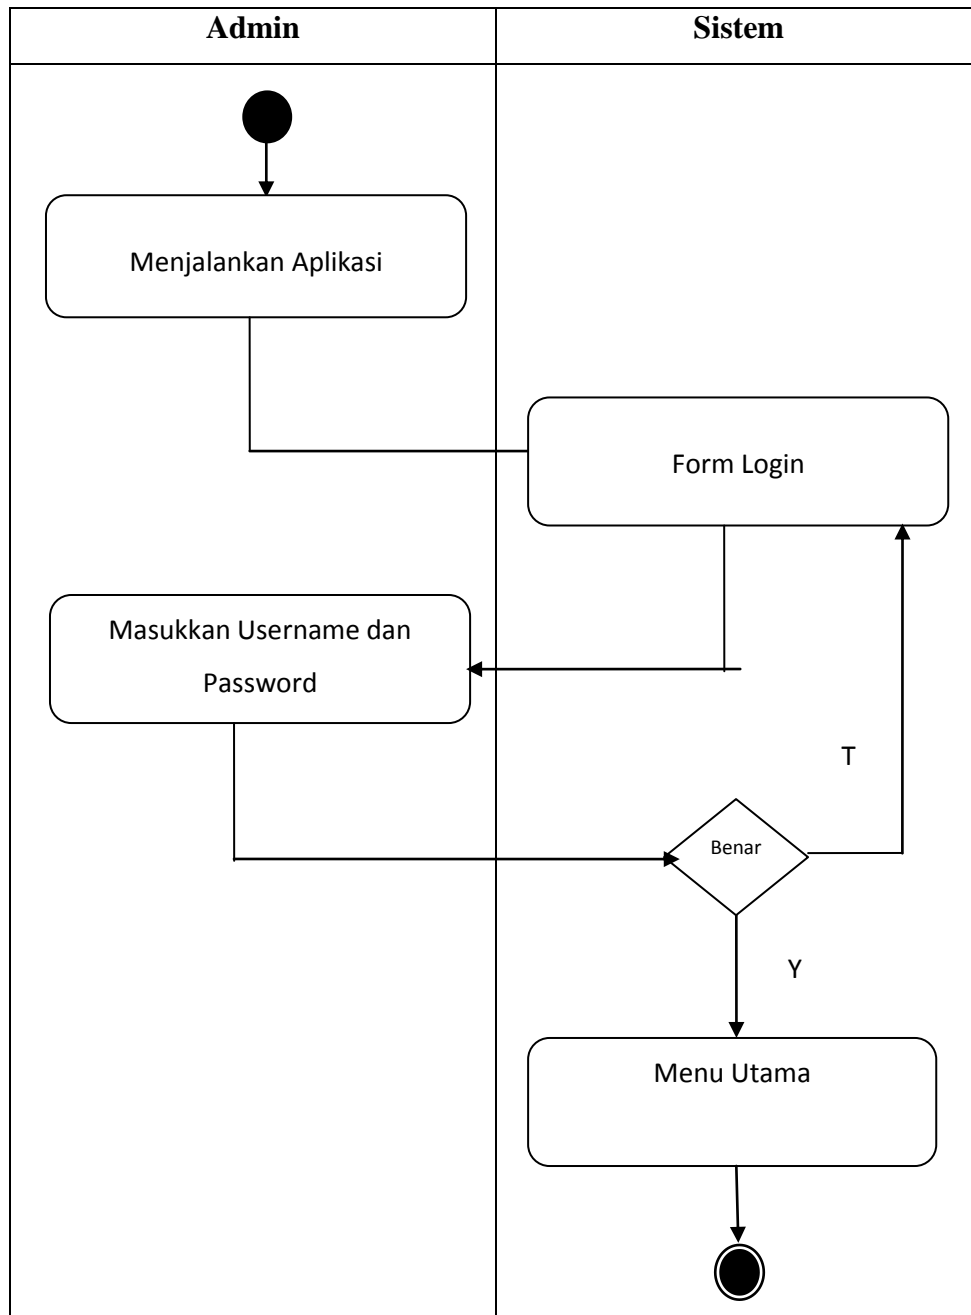 Admin
Sistem
Menjalankan Aplikasi
Form Login
Masukkan Username dan
Password
T
Benar
Y
Menu Utama